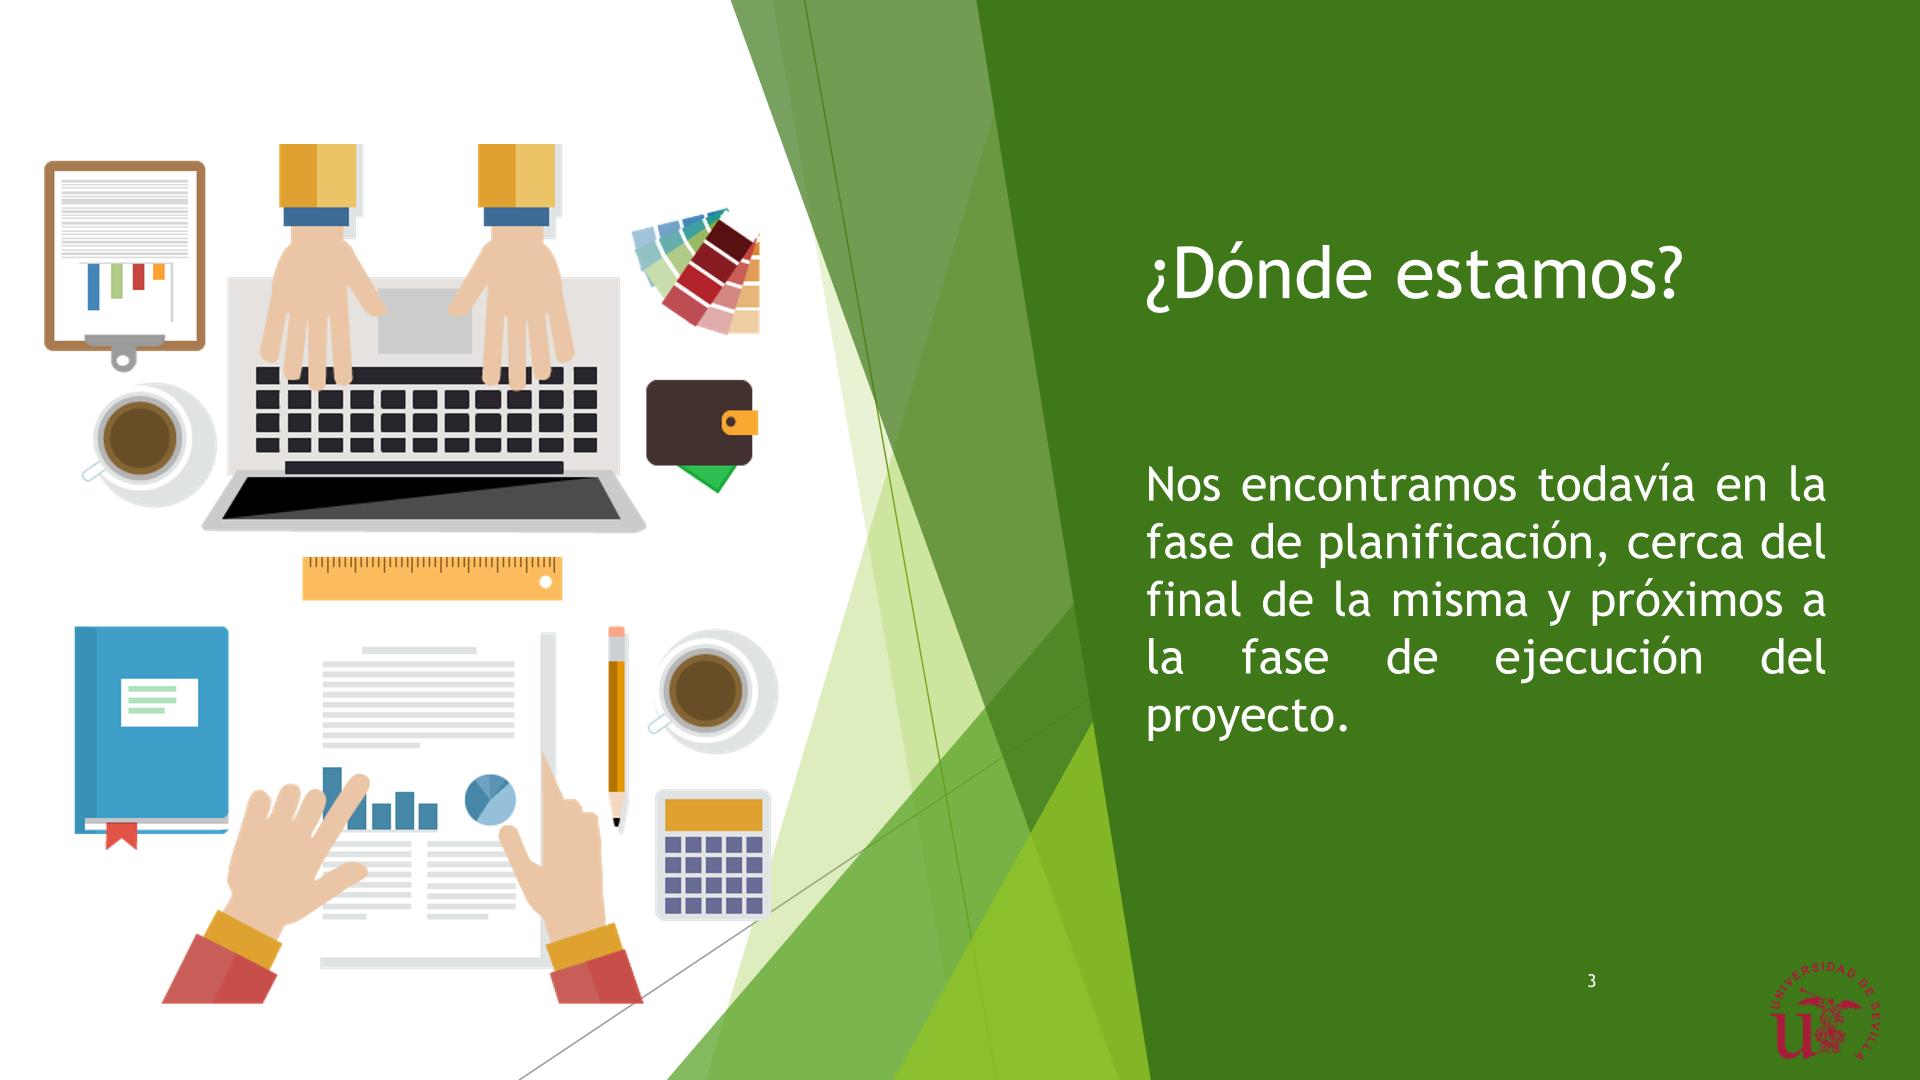 ¿Dónde estamos?
Nos encontramos todavía en la
fase de planificación, cerca del
final de la misma y próximos a
la fase de ejecución del
proyecto.
3
UNIVERSIDAD DE SEVILLA